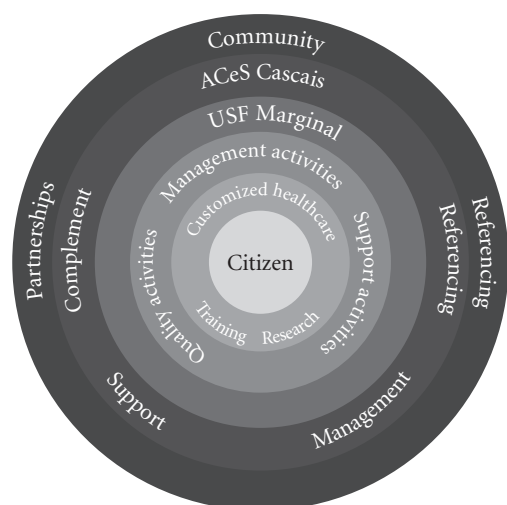 Community
ACeS Cascais
USF Marginal
Management activities
Customized healthcare
Citizen
Partnerships
Complement
Quality activities
Support activities
Referencing
Referencing
Training
Research
Support
Management